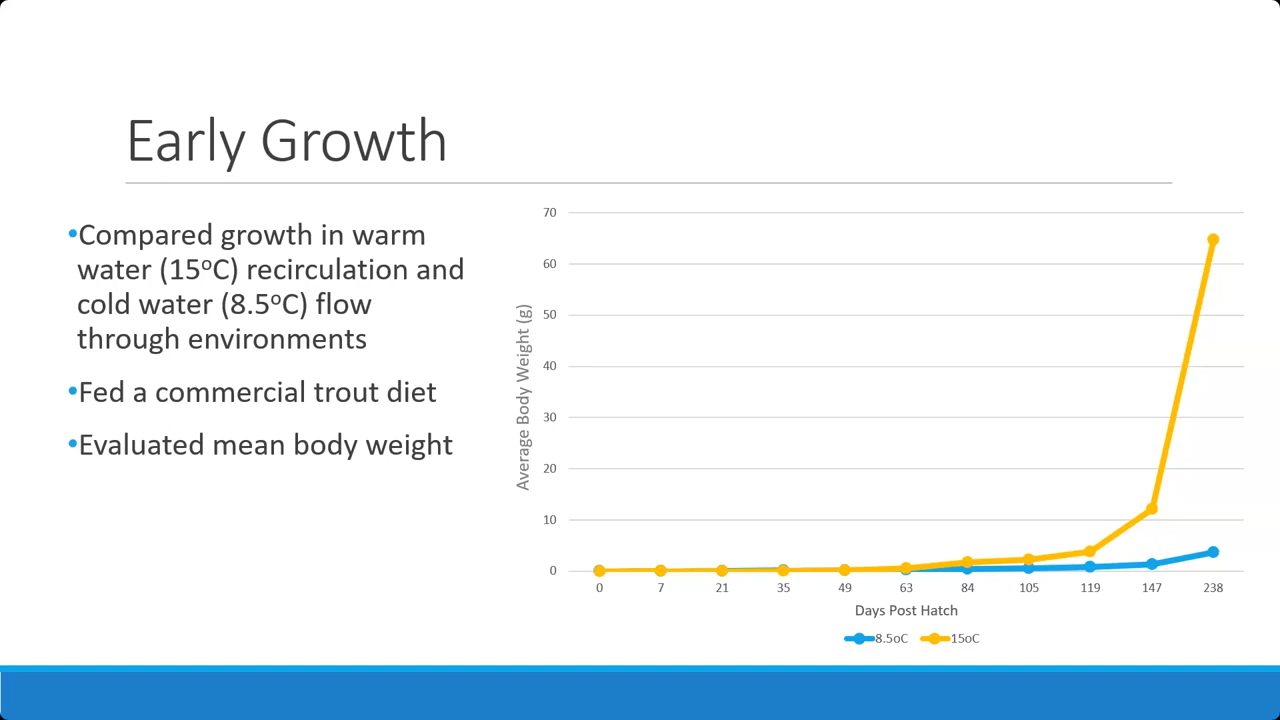 Early Growth
•Compared growth in warm
water (15oC) recirculation and
cold water (8.5oC) flow
through environments
•Fed a commercial trout diet
•Evaluated mean body weight
Average Body Weight (g)
70
60
50
40
30
20
10
0
0 7 21 35 49 63 84 105 119 147 238
Days Post Hatch
8.5oC 15oC